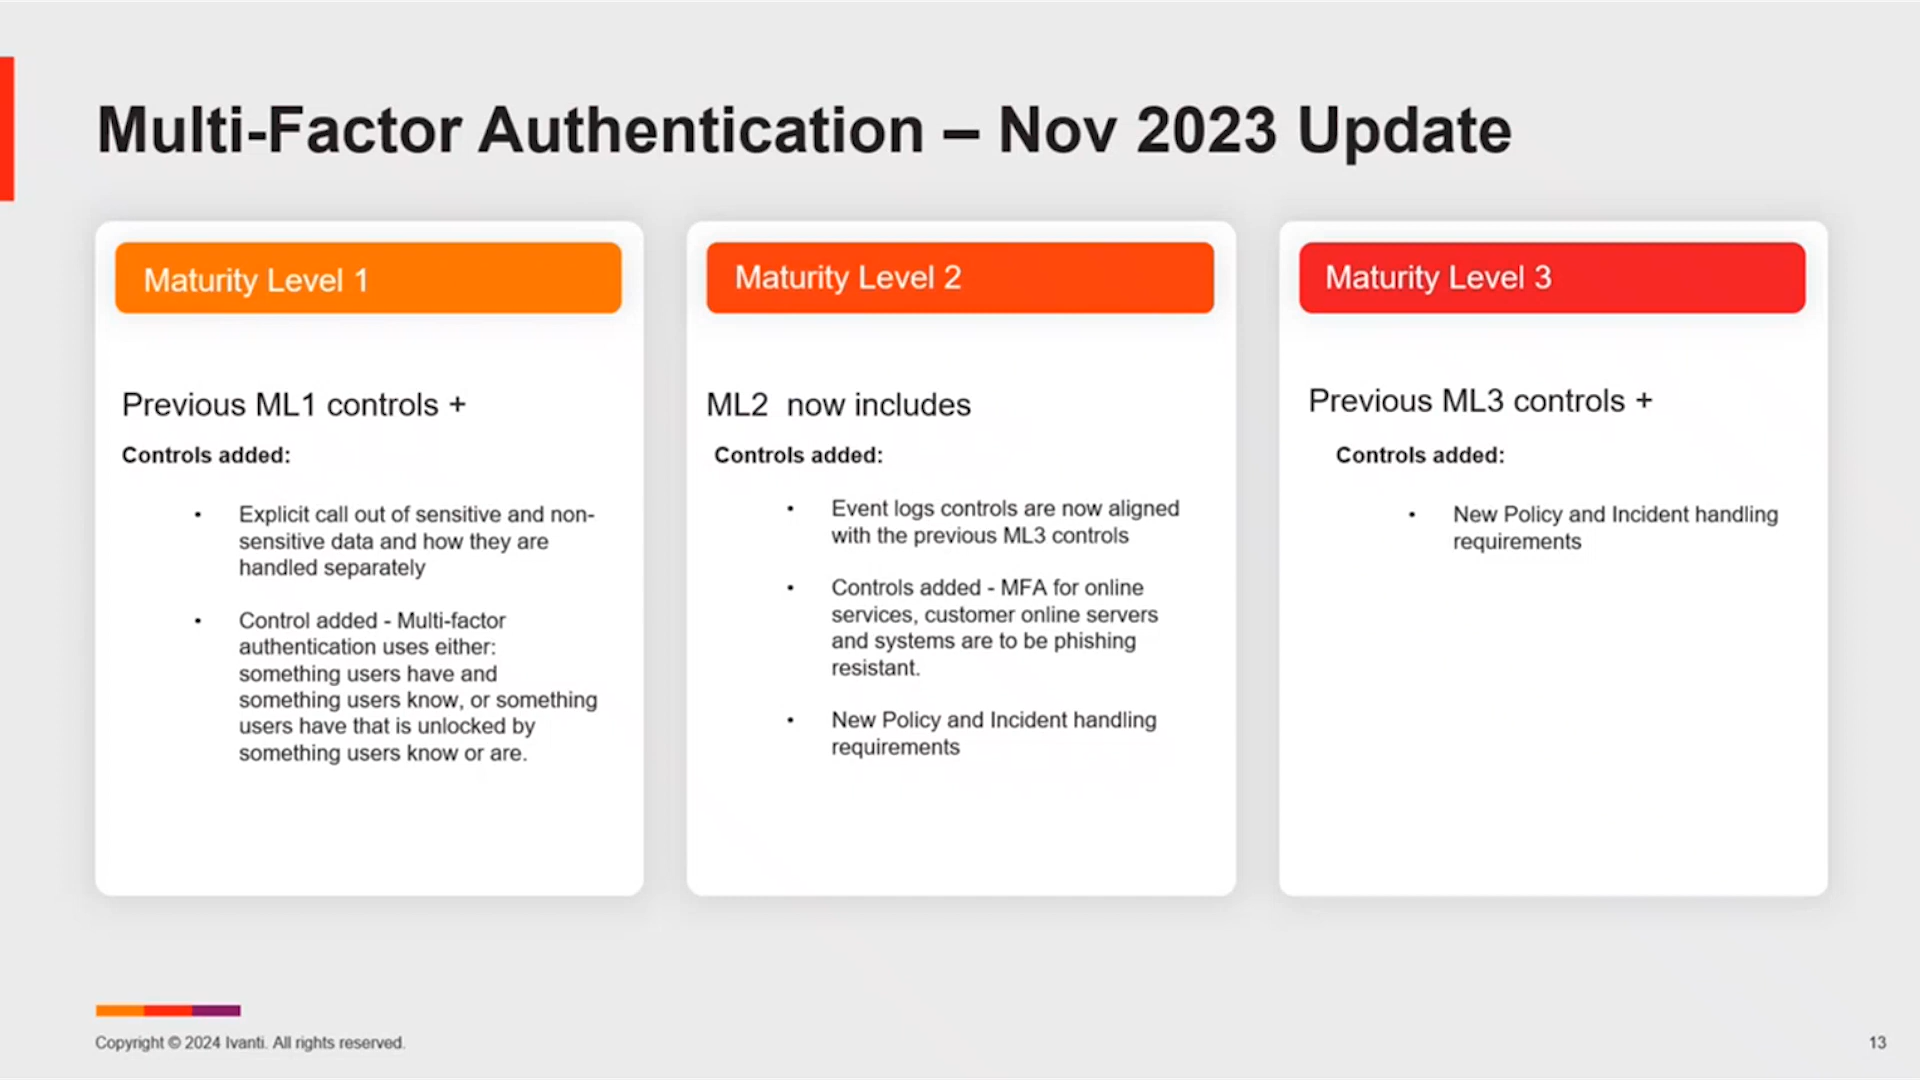 Multi-Factor Authentication – Nov 2023 Update
Maturity Level 1
Previous ML1 controls +
Controls added:
• Explicit call out of sensitive and non-
sensitive data and how they are
handled separately
• Control added - Multi-factor
authentication uses either:
something users have and
something users know, or something
users have that is unlocked by
something users know or are.
Maturity Level 2
ML2  now includes
Controls added:
• Event logs controls are now aligned
with the previous ML3 controls
• Controls added - MFA for online
services, customer online servers
and systems are to be phishing
resistant.
• New Policy and Incident handling
requirements
Maturity Level 3
Previous ML3 controls +
Controls added:
• New Policy and Incident handling
requirements
Copyright © 2024 Ivanti. All rights reserved.
13